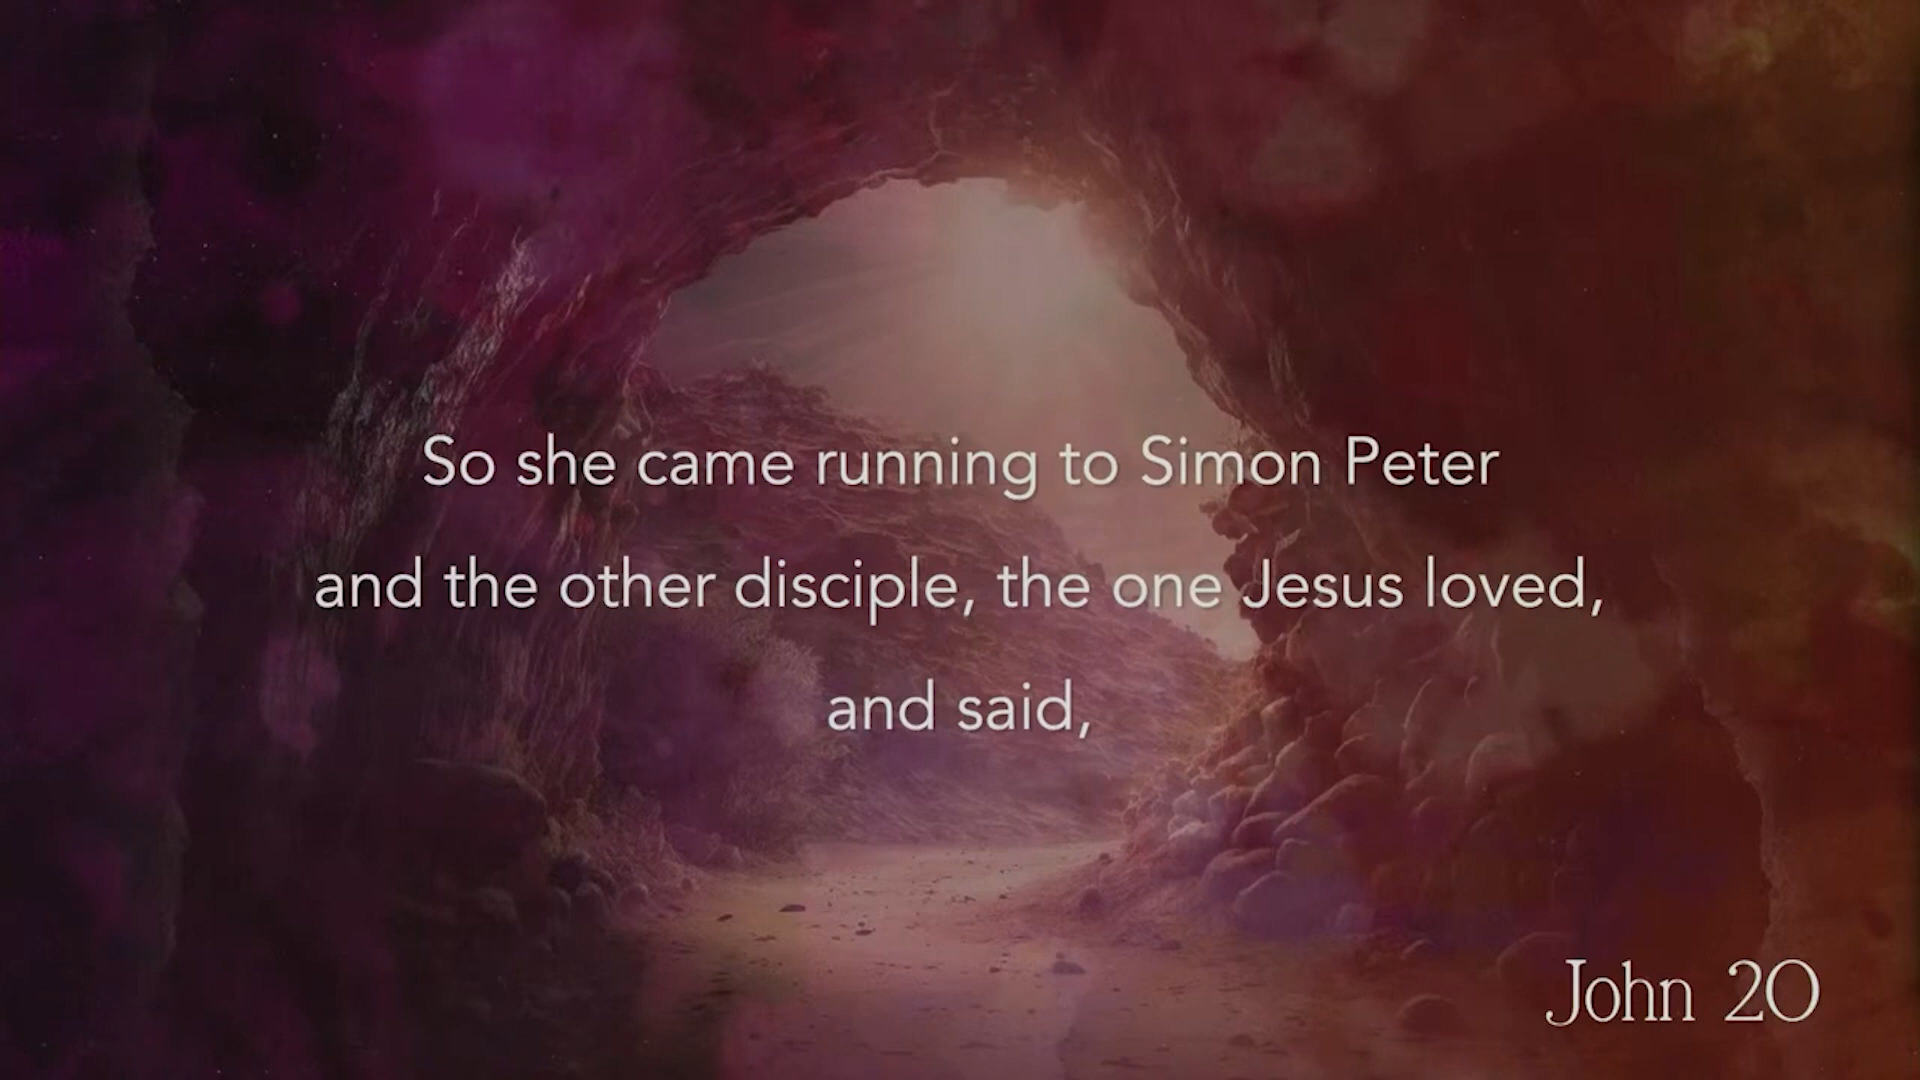 So she came running to Simon Peter
and the other disciple, the one Jesus loved,
and said,
John 20